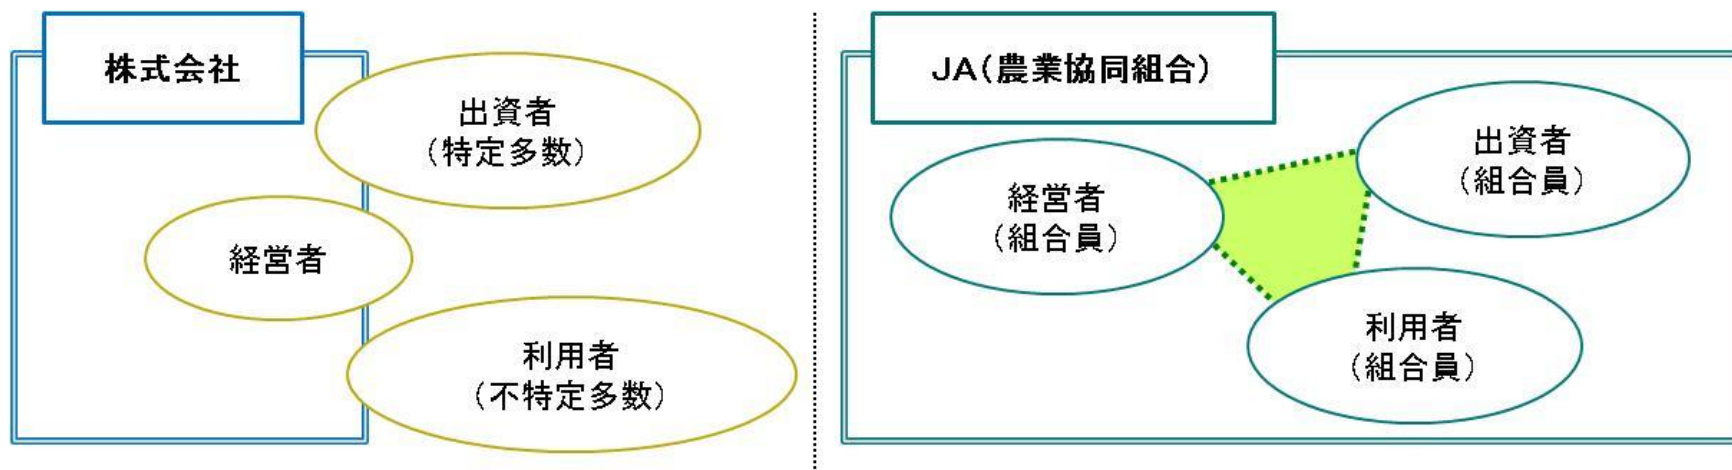 株式会社
出資者
（特定多数）
経営者
利用者
（不特定多数）
JA（農業協同組合）
経営者
（組合員）
出資者
（組合員）
利用者
（組合員）